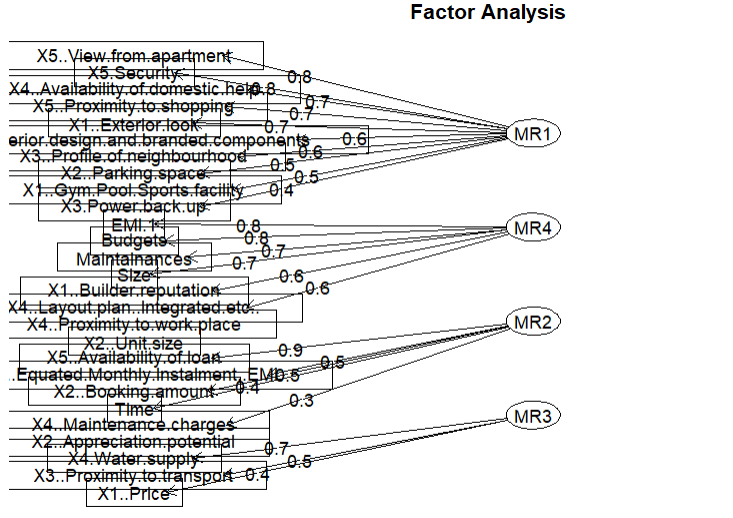 Factor Analysis
X5..View.from.apartment
X5.Security
0.8
X4..Availability.of.domestic.help
0.8
X5..Proximity.to.shopping
0.7
0.7
X1..Exterior.look
0.7
MR1
erior.design.and.branded.components
0.6
X3..Profile.of.neighbourhood
0.6
X2..Parking.space
0.5
0.5
X1..Gym.Pool.Sports.facility
0.4
X3.Power.back.up
EMI.1
0.8
MR4
Budgets
0.8
Maintainances
0.7
Size
0.7
X1..Builder.reputation
0.6
0.6
X4..Layout.plan..Integrated.etc..
X4..Proximity.to.work.place
MR2
X2..Unit.size
X5..Availability.of.loan
0.9
0.5
.Equated.Monthly.Instalment..EMI
0.5
X2..Booking.amount
0.4
0.3
Time
MR3
X4..Maintenance.charges
X2..Appreciation.potential
0.7
X4.Water.supply
0.5
X3..Proximity.to.transport
0.4
X1..Price